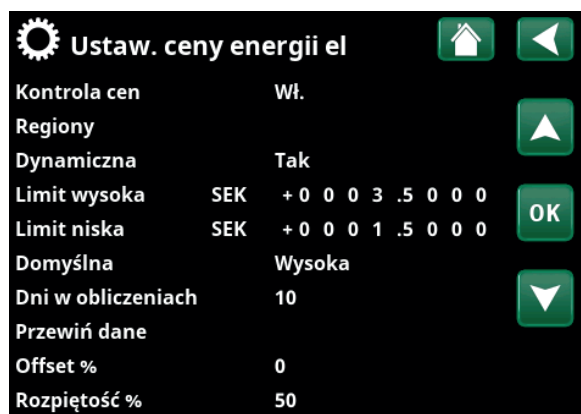 Ustaw. ceny energii el
Kontrola cen Wł.
Regiony
Dynamiczna Tak
Limit wysoka SEK +0 0 0 3 .5 0 0 0
OK
Limit niska SEK +0 0 0 1 .5 0 0 0
Domyślna Wysoka
Dni w obliczeniach 10
Przewiń dane
Offset % 0
Rozpiętość % 50